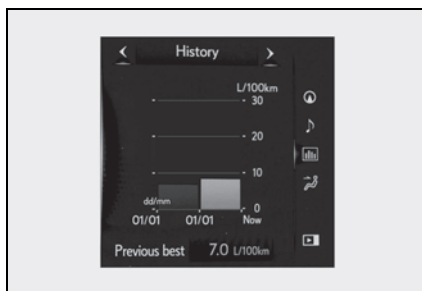 History
L/100km
30
20
10
dd/mm
0
01/01 01/01 Now
Previous best 7.0 L/100km